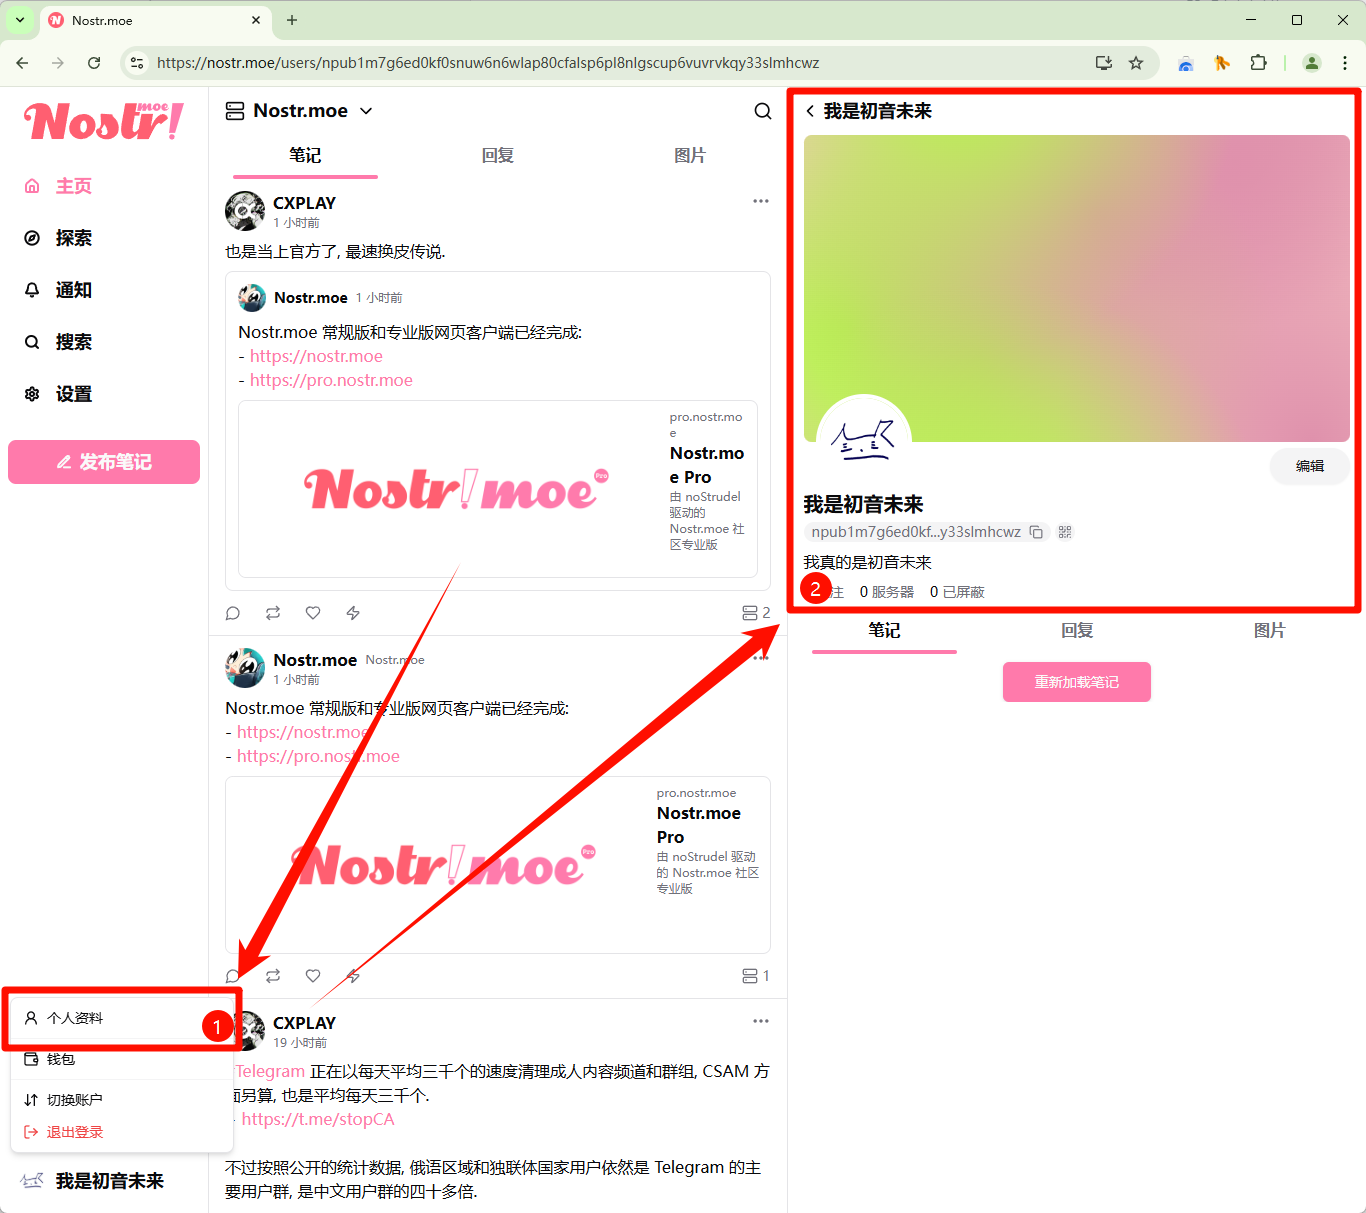 Nostr.moe
https://nostr.moe/users/npub1m7g6ed0kf0snuw6n6wlap80cfalsp6pl8nlgscup6vuvrvkqy33slmhcwz
Nostr!moe
主页
探索
通知
搜索
设置
发布笔记
个人资料
1
钱包
切换账户
退出登录
我是初音未来
Nostr.moe
笔记
回复
图片
CXPLAY
1 小时前
也是当上官方了, 最速换皮传说.
Nostr.moe 1 小时前
Nostr.moe 常规版和专业版网页客户端已经完成:
- https://nostr.moe
- https://pro.nostr.moe
Nostr!moe Pro
pro.nostr.mo
e
Nostr.mo
e Pro
由 noStrudel
驱动的
Nostr.moe 社
区专业版
2
Nostr.moe Nostr.moe
1 小时前
Nostr.moe 常规版和专业版网页客户端已经完成:
- https://nostr.moe
- https://pro.nostr.moe
Nostr!moe Pro
pro.nostr.moe
Nostr.moe
Pro
由 noStrudel 驱动
的 Nostr.moe 社区
专业版
1
CXPLAY
19 小时前
Telegram 正在以每天平均三千个的速度清理成人内容频道和群组, CSAM 方
面另算, 也是平均每天三千个.
- https://t.me/stopCA
不过按照公开的统计数据, 俄语区域和独联体国家用户依然是 Telegram 的主
要用户群, 是中文用户群的四十多倍.
我是初音未来
编辑
我是初音未来
npub1m7g6ed0kf...y33slmhcwz
我真的是初音未来
2 注 0 服务器 0 已屏蔽
笔记
回复
图片
重新加载笔记